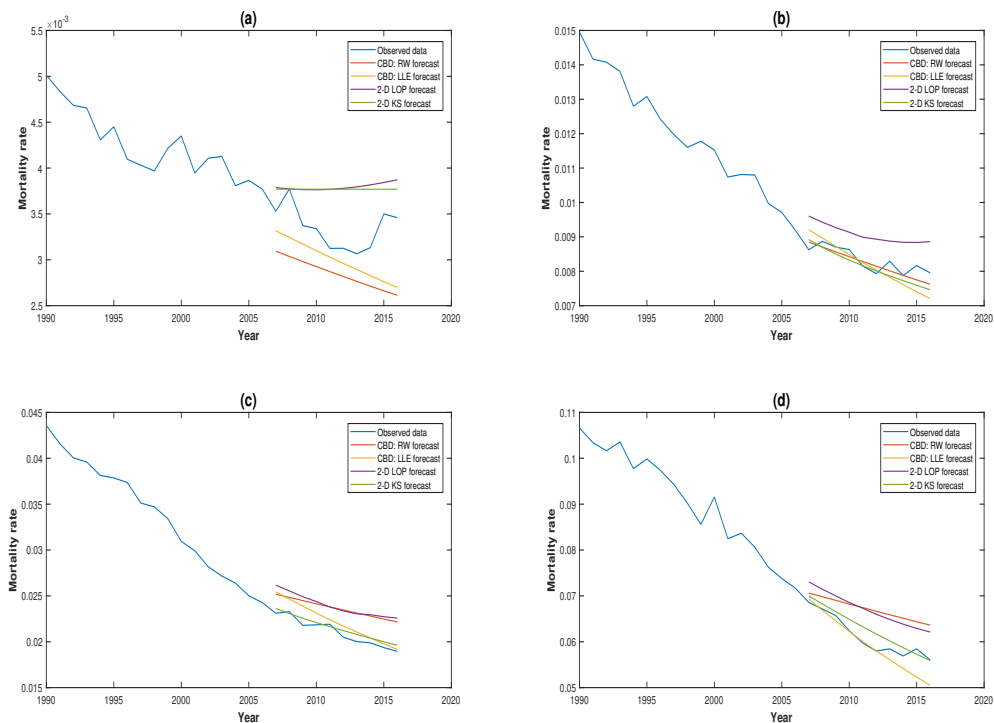 (a)
×10⁻³
5.5
5
4.5
4
3.5
3
2.5
Mortality rate
1990 1995 2000 2005 2010 2015 2020
Year
Observed data
CBD: RW forecast
CBD: LLE forecast
2-D LOP forecast
2-D KS forecast
(b)
0.015
0.014
0.013
0.012
0.011
0.01
0.009
0.008
0.007
Mortality rate
1990 1995 2000 2005 2010 2015 2020
Year
Observed data
CBD: RW forecast
CBD: LLE forecast
2-D LOP forecast
2-D KS forecast
(c)
0.045
0.04
0.035
0.03
0.025
0.02
0.015
Mortality rate
1990 1995 2000 2005 2010 2015 2020
Year
Observed data
CBD: RW forecast
CBD: LLE forecast
2-D LOP forecast
2-D KS forecast
(d)
0.11
0.1
0.09
0.08
0.07
0.06
0.05
Mortality rate
1990 1995 2000 2005 2010 2015 2020
Year
Observed data
CBD: RW forecast
CBD: LLE forecast
2-D LOP forecast
2-D KS forecast